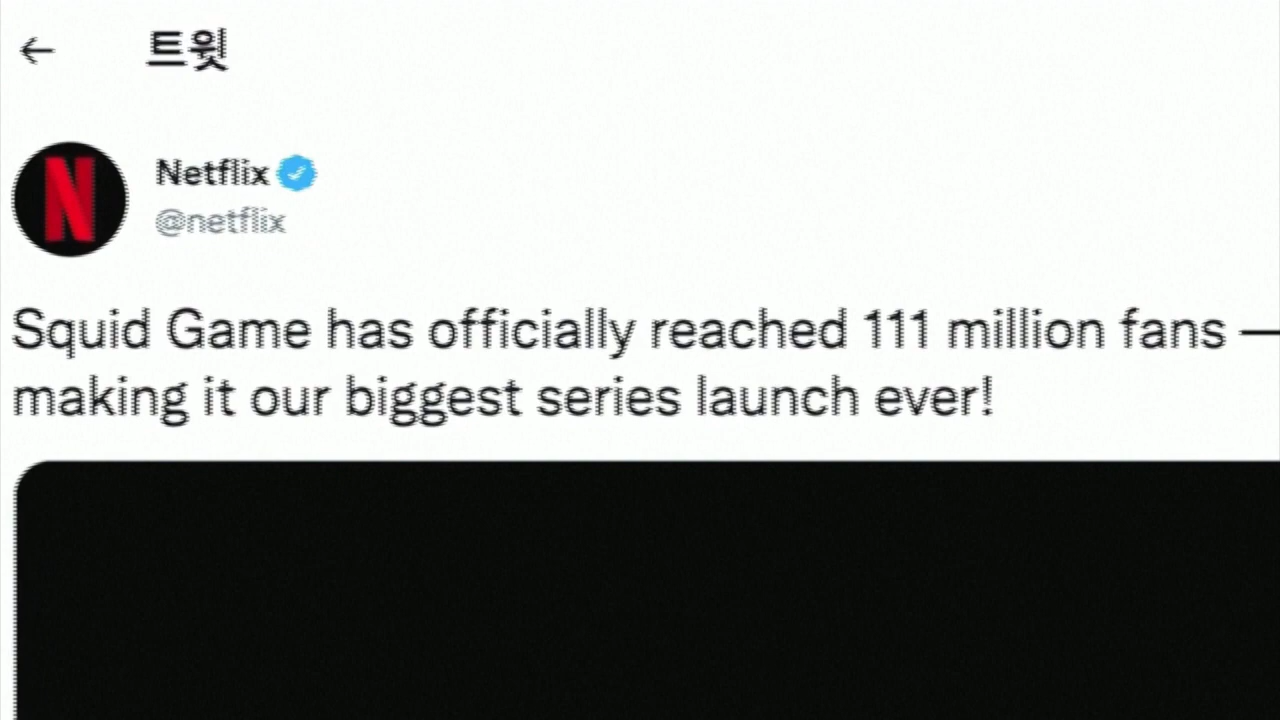 트윗
Netflix
@netflix
Squid Game has officially reached 111 million fans —
making it our biggest series launch ever!